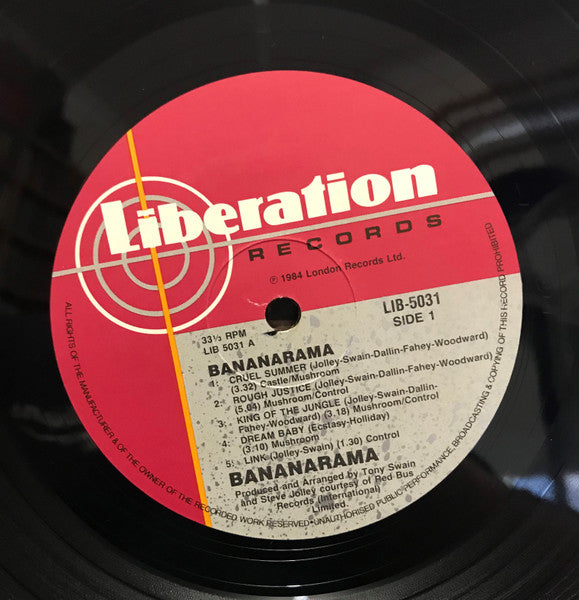 Liberation
RECORDS
℗ 1984 London Records Ltd.
33⅓ RPM
LIB 5031 A
LIB-5031
SIDE 1
BANANARAMA
1: CRUEL SUMMER (Jolley-Swain-Dallin-Fahey-Woodward)
(3.32) Castle/Mushroom
2: ROUGH JUSTICE (Jolley-Swain-Dallin-Fahey-Woodward)
(5.04) Mushroom/Control
3: KING OF THE JUNGLE (Jolley-Swain-Dallin-
Fahey-Woodward) (3.18) Mushroom/Control
4: DREAM BABY (Ecstasy-Holliday)
(3:10) Mushroom
5: LINK (Jolley-Swain) (1.30) Control
BANANARAMA
Produced and Arranged by Tony Swain
and Steve Jolley courtesy of Red Bus
Records (International)
Limited.
ALL RIGHTS OF THE MANUFACTURER & OF THE OWNER OF THE RECORDED WORK RESERVED•UNAUTHORISED PUBLIC PERFORMANCE BROADCASTING & COPYING OF THIS RECORD PROHIBITED